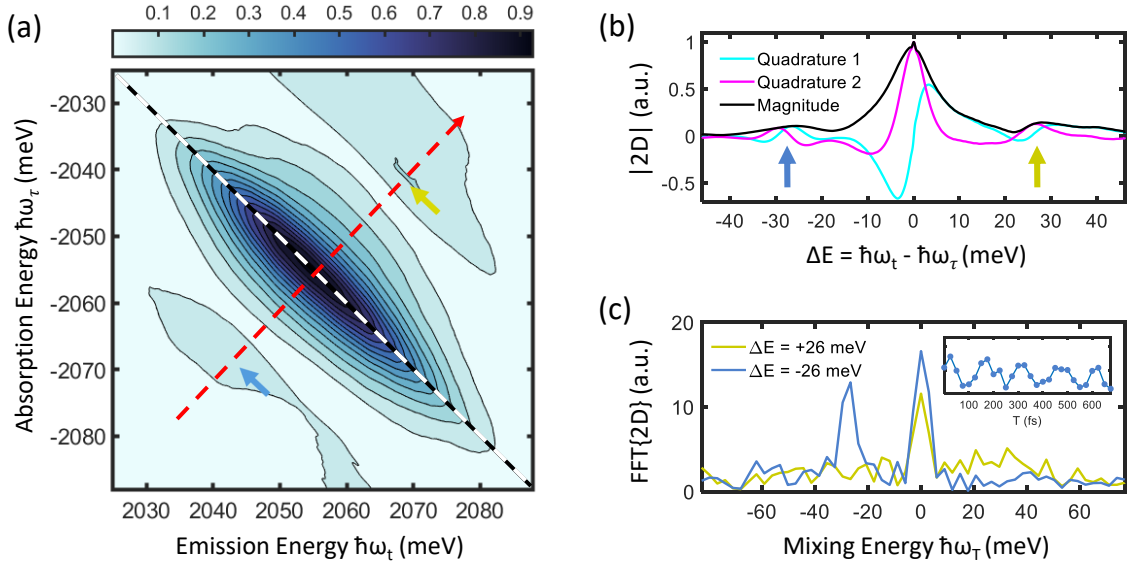 (a)
0.1 0.2 0.3 0.4 0.5 0.6 0.7 0.8 0.9
-2030
-2040
-2050
-2060
-2070
-2080
Absorption Energy ħω_τ (meV)
2030 2040 2050 2060 2070 2080
Emission Energy ħω_t (meV)
(b)
Quadrature 1
Quadrature 2
Magnitude
1
0.5
0
-0.5
|2D| (a.u.)
-40 -30 -20 -10 0 10 20 30 40
ΔE = ħω_t - ħω_τ (meV)
(c)
20
10
0
FFT{2D} (a.u.)
ΔE = +26 meV
ΔE = -26 meV
100 200 300 400 500 600
T (fs)
-60 -40 -20 0 20 40 60
Mixing Energy ħω_T (meV)